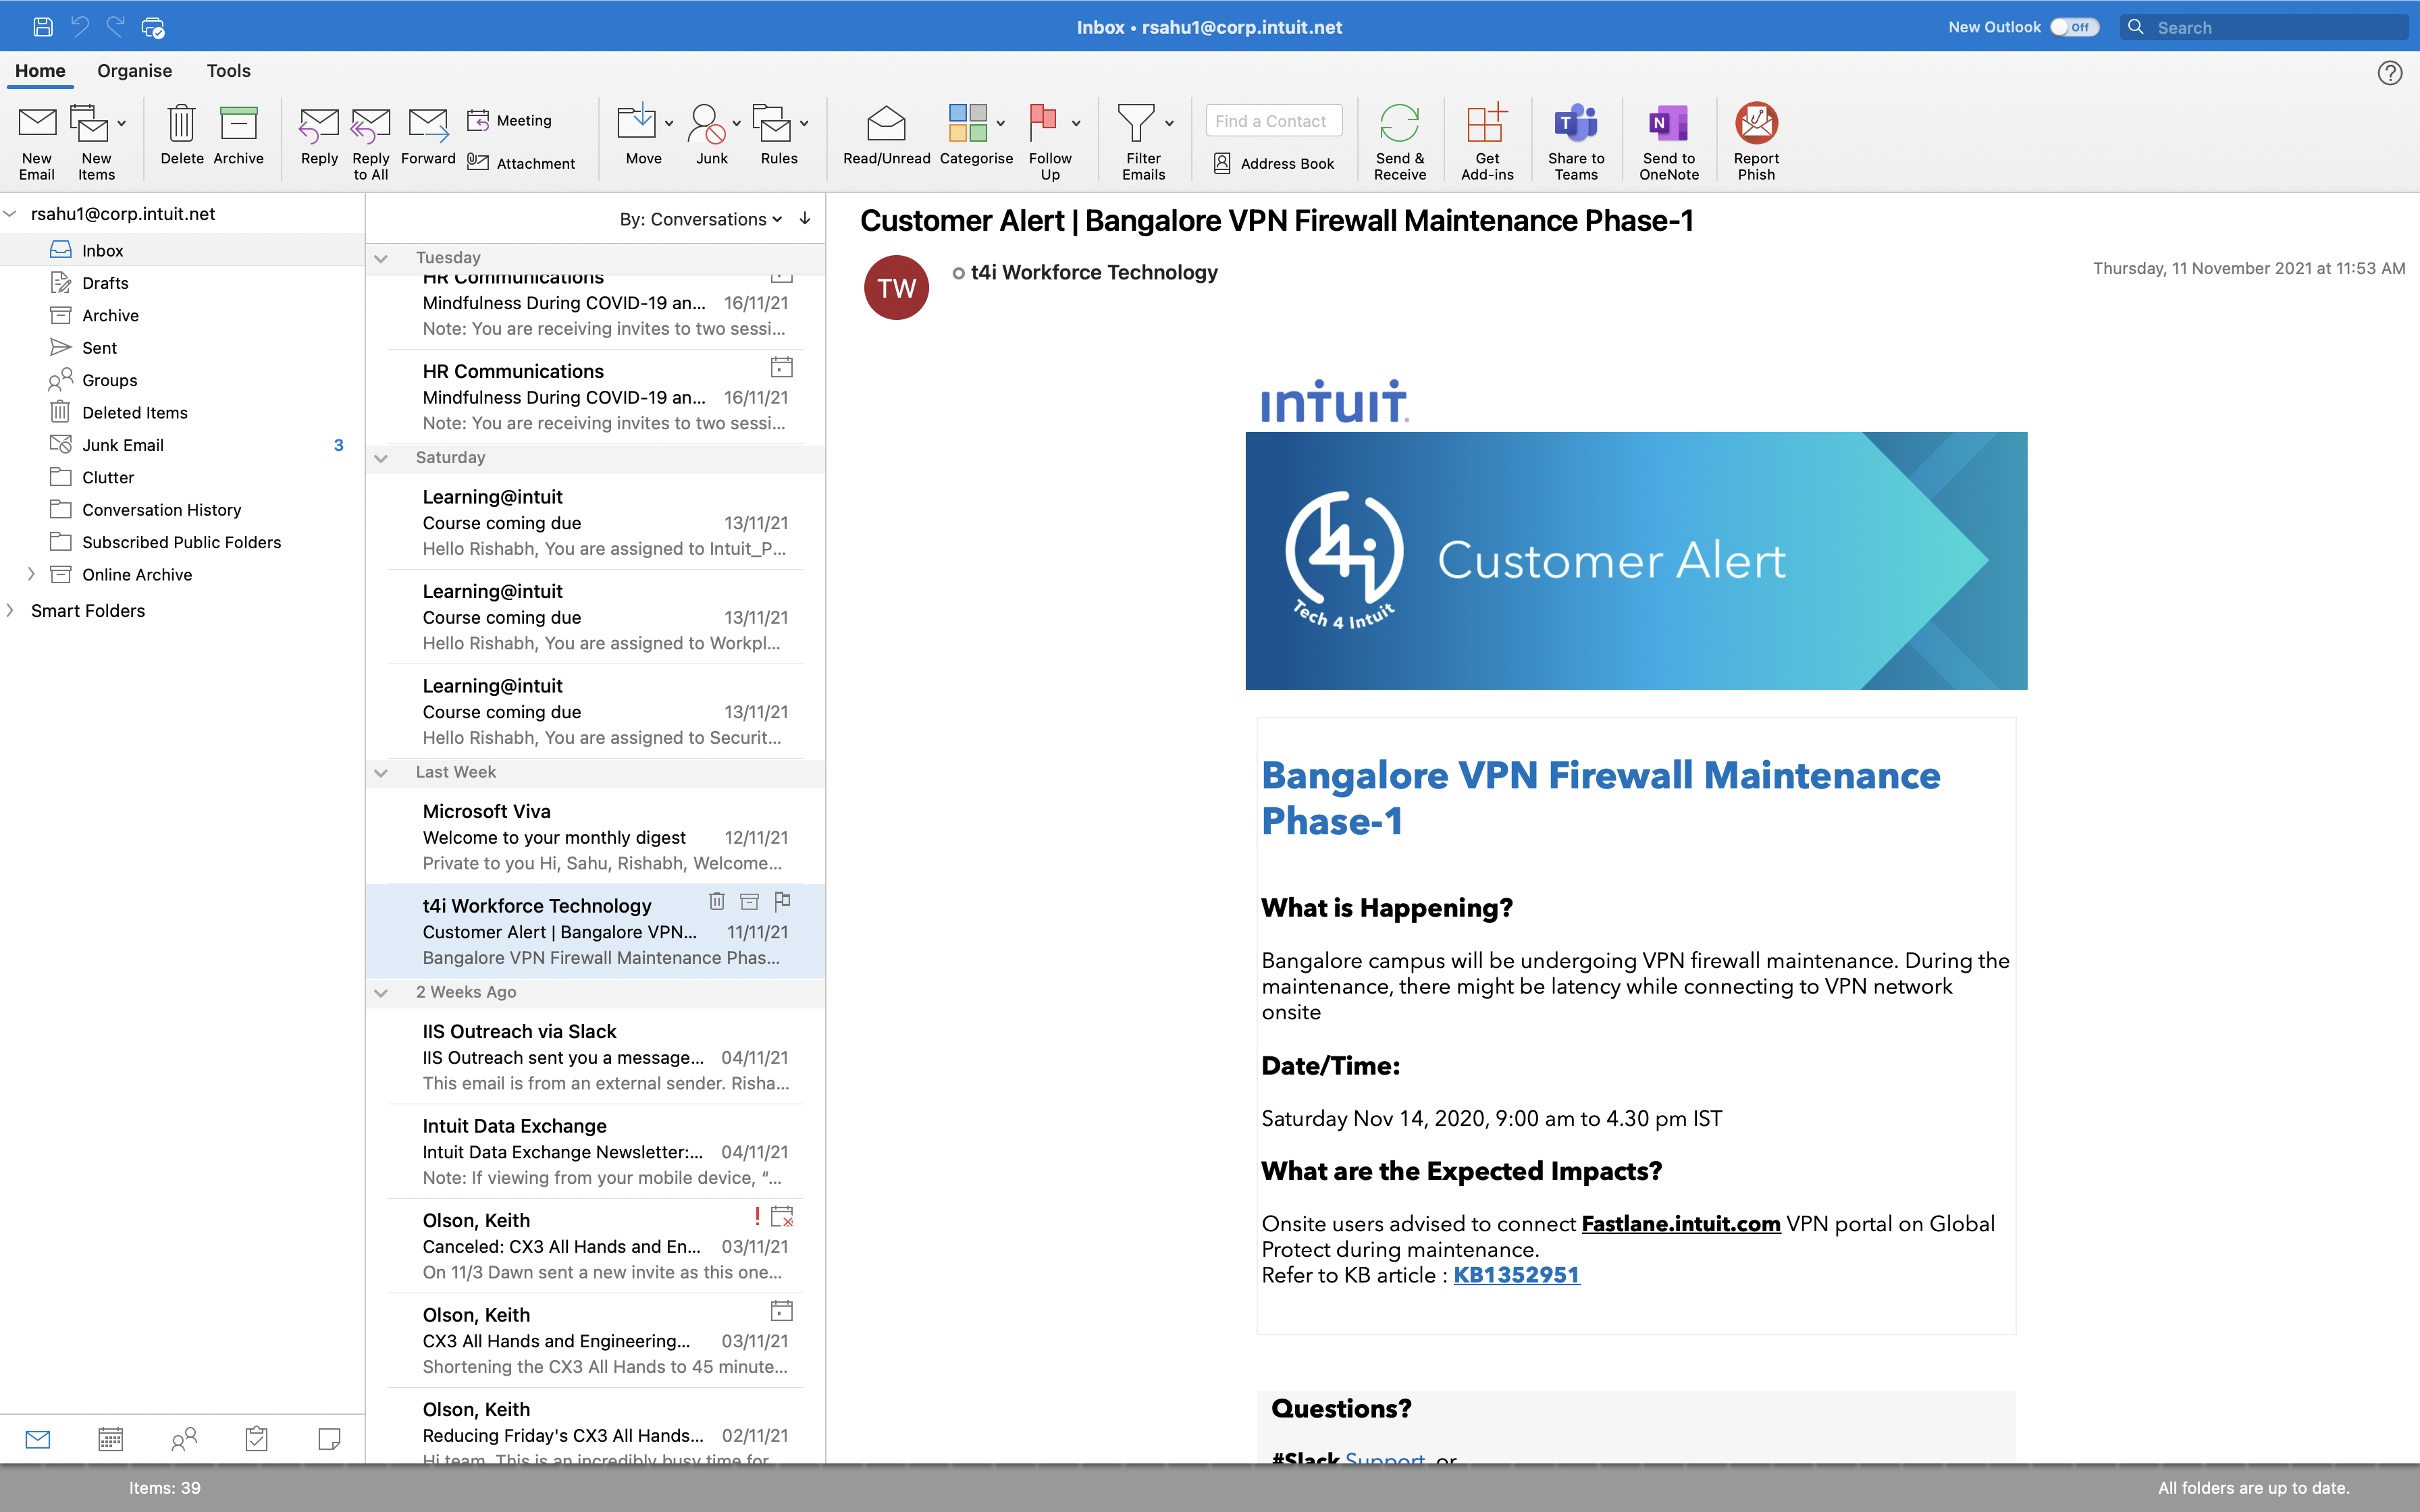 Inbox • rsahu1@corp.intuit.net
New Outlook Off
Search
Home Organise Tools
New Email
New Items
Delete
Archive
Reply
Reply to All
Forward
Meeting
Attachment
Move
Junk
Rules
Read/Unread
Categorise
Follow Up
Filter Emails
Find a Contact
Address Book
Send & Receive
Get Add-ins
T
Share to Teams
N
Send to OneNote
Report Phish
rsahu1@corp.intuit.net
Inbox
Drafts
Archive
Sent
Groups
Deleted Items
Junk Email 3
Clutter
Conversation History
Subscribed Public Folders
Online Archive
Smart Folders
By: Conversations
Tuesday
HR Communications
Mindfulness During COVID-19 an... 16/11/21
Note: You are receiving invites to two sessi...
HR Communications
Mindfulness During COVID-19 an... 16/11/21
Note: You are receiving invites to two sessi...
Saturday
Learning@intuit
Course coming due 13/11/21
Hello Rishabh, You are assigned to Intuit_P...
Learning@intuit
Course coming due 13/11/21
Hello Rishabh, You are assigned to Workpl...
Learning@intuit
Course coming due 13/11/21
Hello Rishabh, You are assigned to Securit...
Last Week
Microsoft Viva
Welcome to your monthly digest 12/11/21
Private to you Hi, Sahu, Rishabh, Welcome...
t4i Workforce Technology
Customer Alert | Bangalore VPN... 11/11/21
Bangalore VPN Firewall Maintenance Phas...
2 Weeks Ago
IIS Outreach via Slack
IIS Outreach sent you a message... 04/11/21
This email is from an external sender. Risha...
Intuit Data Exchange
Intuit Data Exchange Newsletter:... 04/11/21
Note: If viewing from your mobile device, “...
Olson, Keith !
Canceled: CX3 All Hands and En... 03/11/21
On 11/3 Dawn sent a new invite as this one...
Olson, Keith
CX3 All Hands and Engineering... 03/11/21
Shortening the CX3 All Hands to 45 minute...
Olson, Keith
Reducing Friday's CX3 All Hands... 02/11/21
Hi team, This is an incredibly busy time for
Customer Alert | Bangalore VPN Firewall Maintenance Phase-1
TW
t4i Workforce Technology
Thursday, 11 November 2021 at 11:53 AM
intuit.
T4i
Tech 4 Intuit
Customer Alert
Bangalore VPN Firewall Maintenance
Phase-1
What is Happening?
Bangalore campus will be undergoing VPN firewall maintenance. During the
maintenance, there might be latency while connecting to VPN network
onsite
Date/Time:
Saturday Nov 14, 2020, 9:00 am to 4.30 pm IST
What are the Expected Impacts?
Onsite users advised to connect Fastlane.intuit.com VPN portal on Global
Protect during maintenance.
Refer to KB article : KB1352951
Questions?
#Slack Support, or
Items: 39
All folders are up to date.